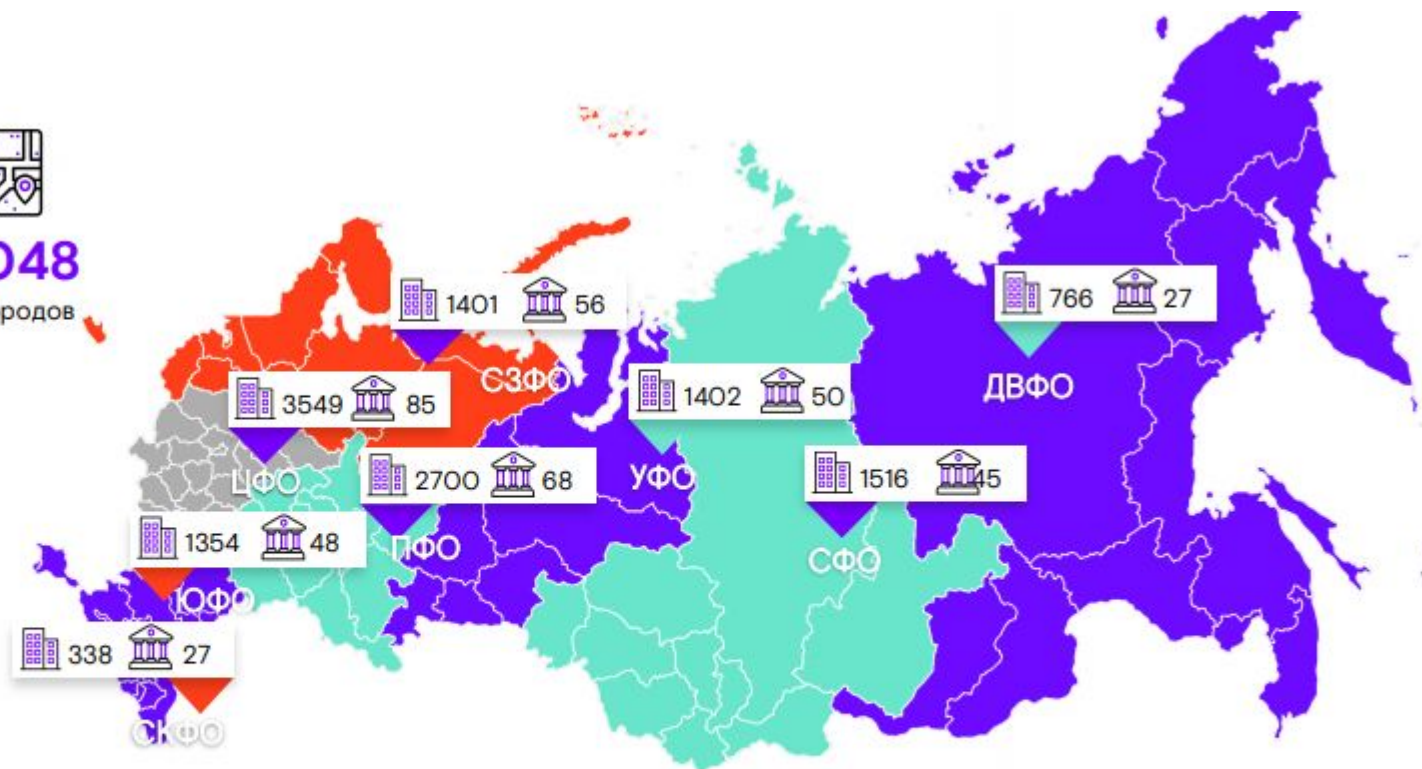 048
родов
1401 56
766 27
СЗФО
ДВФО
3549 85
1402 50
ЦФО
УФО
2700 68
1516 45
ПФО
СФО
1354 48
ЮФО
338 27
СКФО